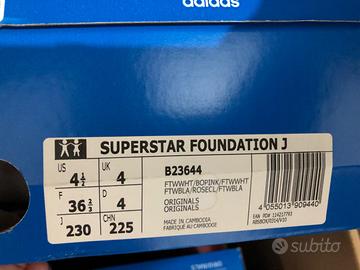 adidas
SUPERSTAR FOUNDATION J
US 4½ UK 4
F 36⅔ D 4
J 230 CHN 225
B23644
FTWWHT/BOPINK/FTWWHT
FTWBLA/ROSECL/FTWBLA
ORIGINALS
ORIGINALS
MADE IN CAMBODIA
FABRIQUÉ AU CAMBODGE
4 055013 909440
subito